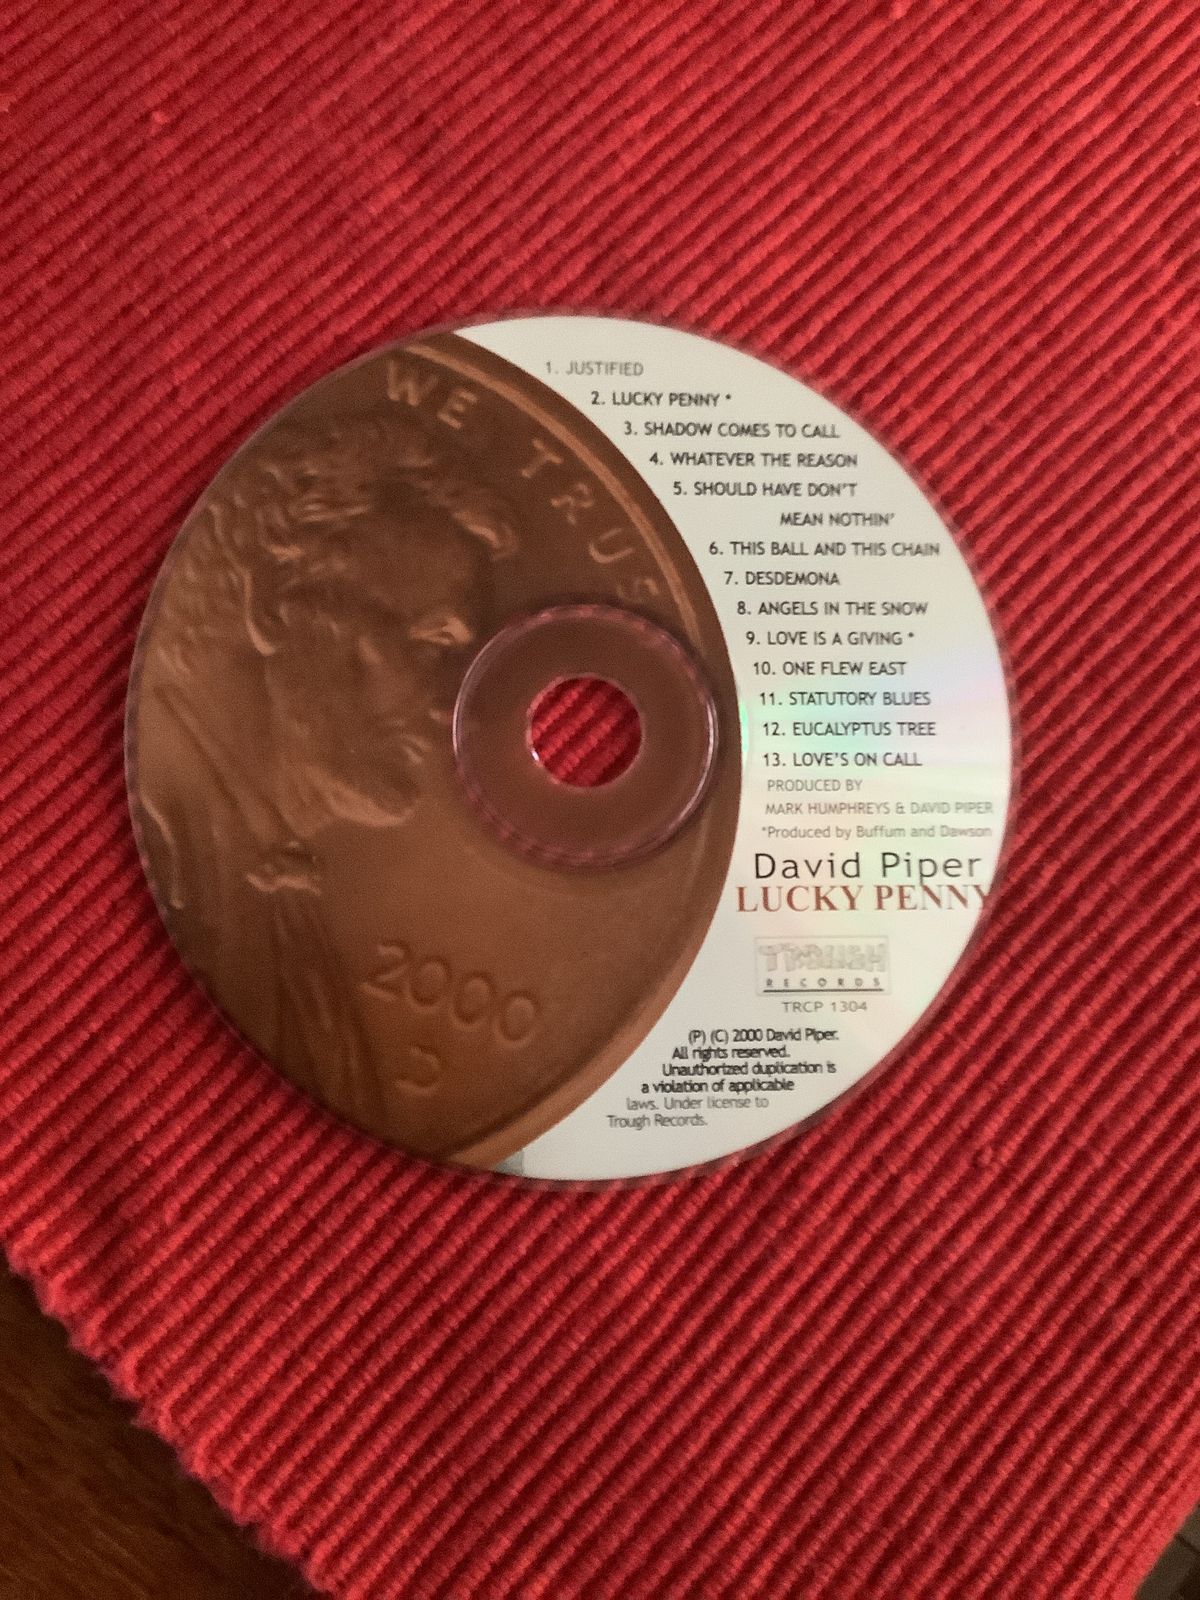 WE TRUS
2000
1. JUSTIFIED
2. LUCKY PENNY *
3. SHADOW COMES TO CALL
4. WHATEVER THE REASON
5. SHOULD HAVE DON'T
MEAN NOTHIN'
6. THIS BALL AND THIS CHAIN
7. DESDEMONA
8. ANGELS IN THE SNOW
9. LOVE IS A GIVING *
10. ONE FLEW EAST
11. STATUTORY BLUES
12. EUCALYPTUS TREE
13. LOVE'S ON CALL
PRODUCED BY
MARK HUMPHREYS & DAVID PIPER
*Produced by Buffum and Dawson
David Piper
LUCKY PENNY
TROUGH
RECORDS
TRCP 1304
(P) (C) 2000 David Piper.
All rights reserved.
Unauthorized duplication is
a violation of applicable
laws. Under license to
Trough Records.